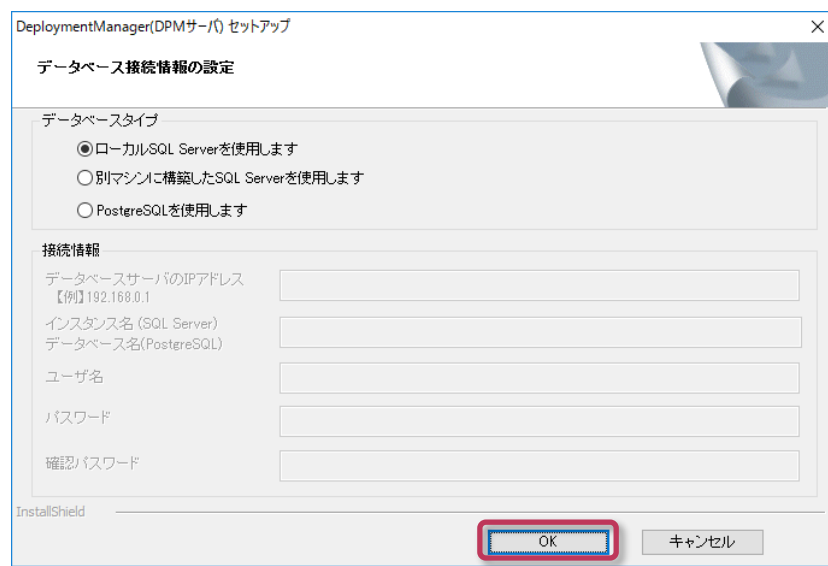 DeploymentManager(DPMサーバ) セットアップ
データベース接続情報の設定
データベースタイプ
ローカルSQL Serverを使用します
別マシンに構築したSQL Serverを使用します
PostgreSQLを使用します
接続情報
データベースサーバのIPアドレス
【例】192.168.0.1
インスタンス名 (SQL Server)
データベース名(PostgreSQL)
ユーザ名
パスワード
確認パスワード
InstallShield
OK キャンセル